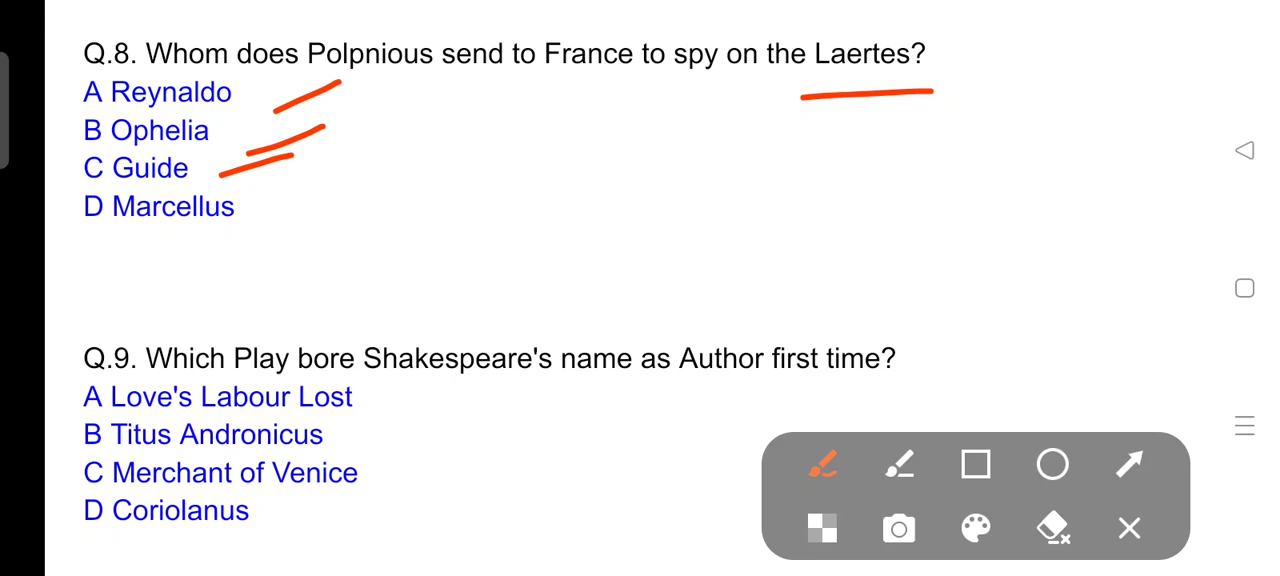 Q.8. Whom does Polpnious send to France to spy on the Laertes?
A Reynaldo
B Ophelia
C Guide
D Marcellus
Q.9. Which Play bore Shakespeare's name as Author first time?
A Love's Labour Lost
B Titus Andronicus
C Merchant of Venice
D Coriolanus